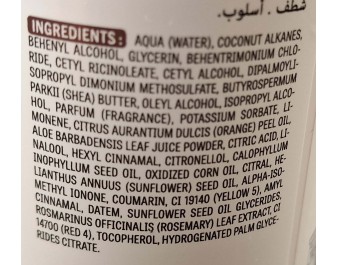 شطف. أسلوب.
INGREDIENTS: AQUA (WATER), COCONUT ALKANES,
BEHENYL ALCOHOL, GLYCERIN, BEHENTRIMONIUM CHLO-
RIDE, CETYL RICINOLEATE, CETYL ALCOHOL, DIPALMOYLI-
SOPROPYL DIMONIUM METHOSULFATE, BUTYROSPERMUM
PARKII (SHEA) BUTTER, OLEYL ALCOHOL, ISOPROPYL ALCO-
HOL, PARFUM (FRAGRANCE), POTASSIUM SORBATE, LI-
MONENE, CITRUS AURANTIUM DULCIS (ORANGE) PEEL OIL,
ALOE BARBADENSIS LEAF JUICE POWDER, CITRIC ACID, LI-
NALOOL, HEXYL CINNAMAL, CITRONELLOL, CALOPHYLLUM
INOPHYLLUM SEED OIL, OXIDIZED CORN OIL, CITRAL, HE-
LIANTHUS ANNUUS (SUNFLOWER) SEED OIL, ALPHA-ISO-
METHYL IONONE, COUMARIN, CI 19140 (YELLOW 5), AMYL
CINNAMAL, DATEM, SUNFLOWER SEED OIL GLYCERIDES,
ROSMARINUS OFFICINALIS (ROSEMARY) LEAF EXTRACT, CI
14700 (RED 4), TOCOPHEROL, HYDROGENATED PALM GLYCE-
RIDES CITRATE.